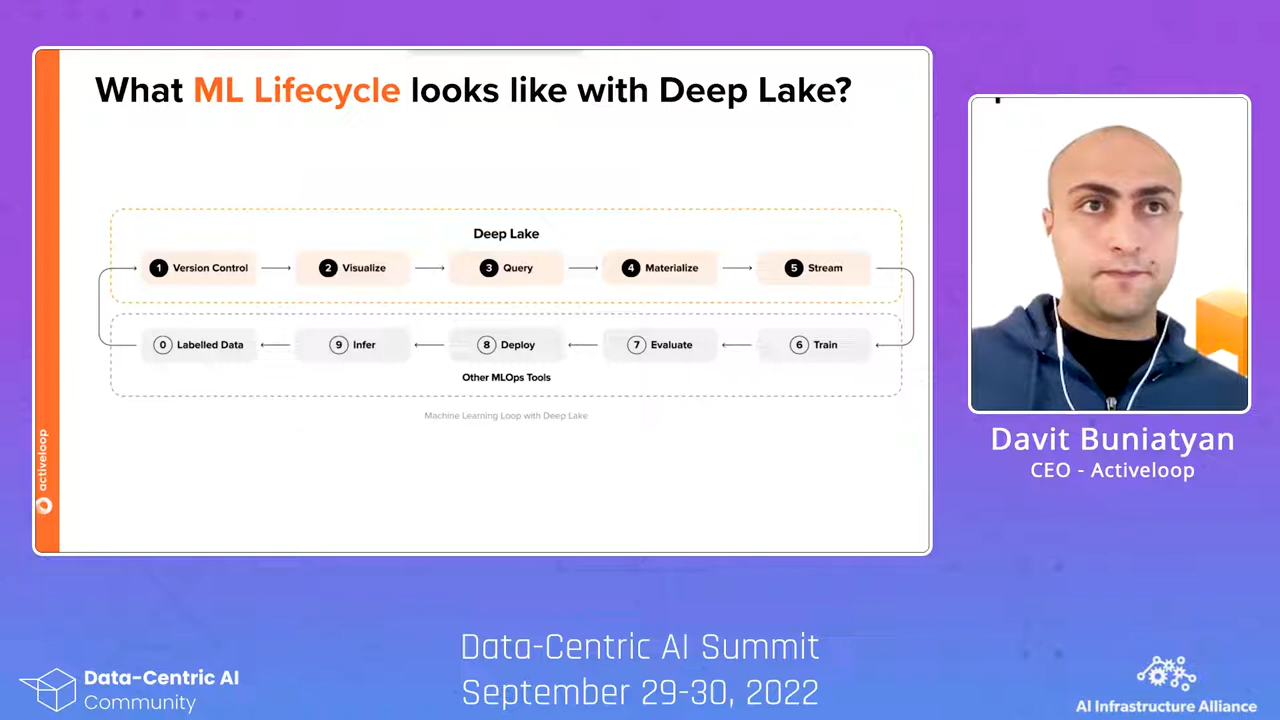 What ML Lifecycle looks like with Deep Lake?
Deep Lake
1 Version Control
2 Visualize
3 Query
4 Materialize
5 Stream
0 Labelled Data
9 Infer
8 Deploy
7 Evaluate
6 Train
Other MLOps Tools
Machine Learning Loop with Deep Lake
activeloop
Davit Buniatyan
CEO - Activeloop
Data-Centric AI Summit
September 29-30, 2022
Data-Centric AI
Community
AI Infrastructure Alliance